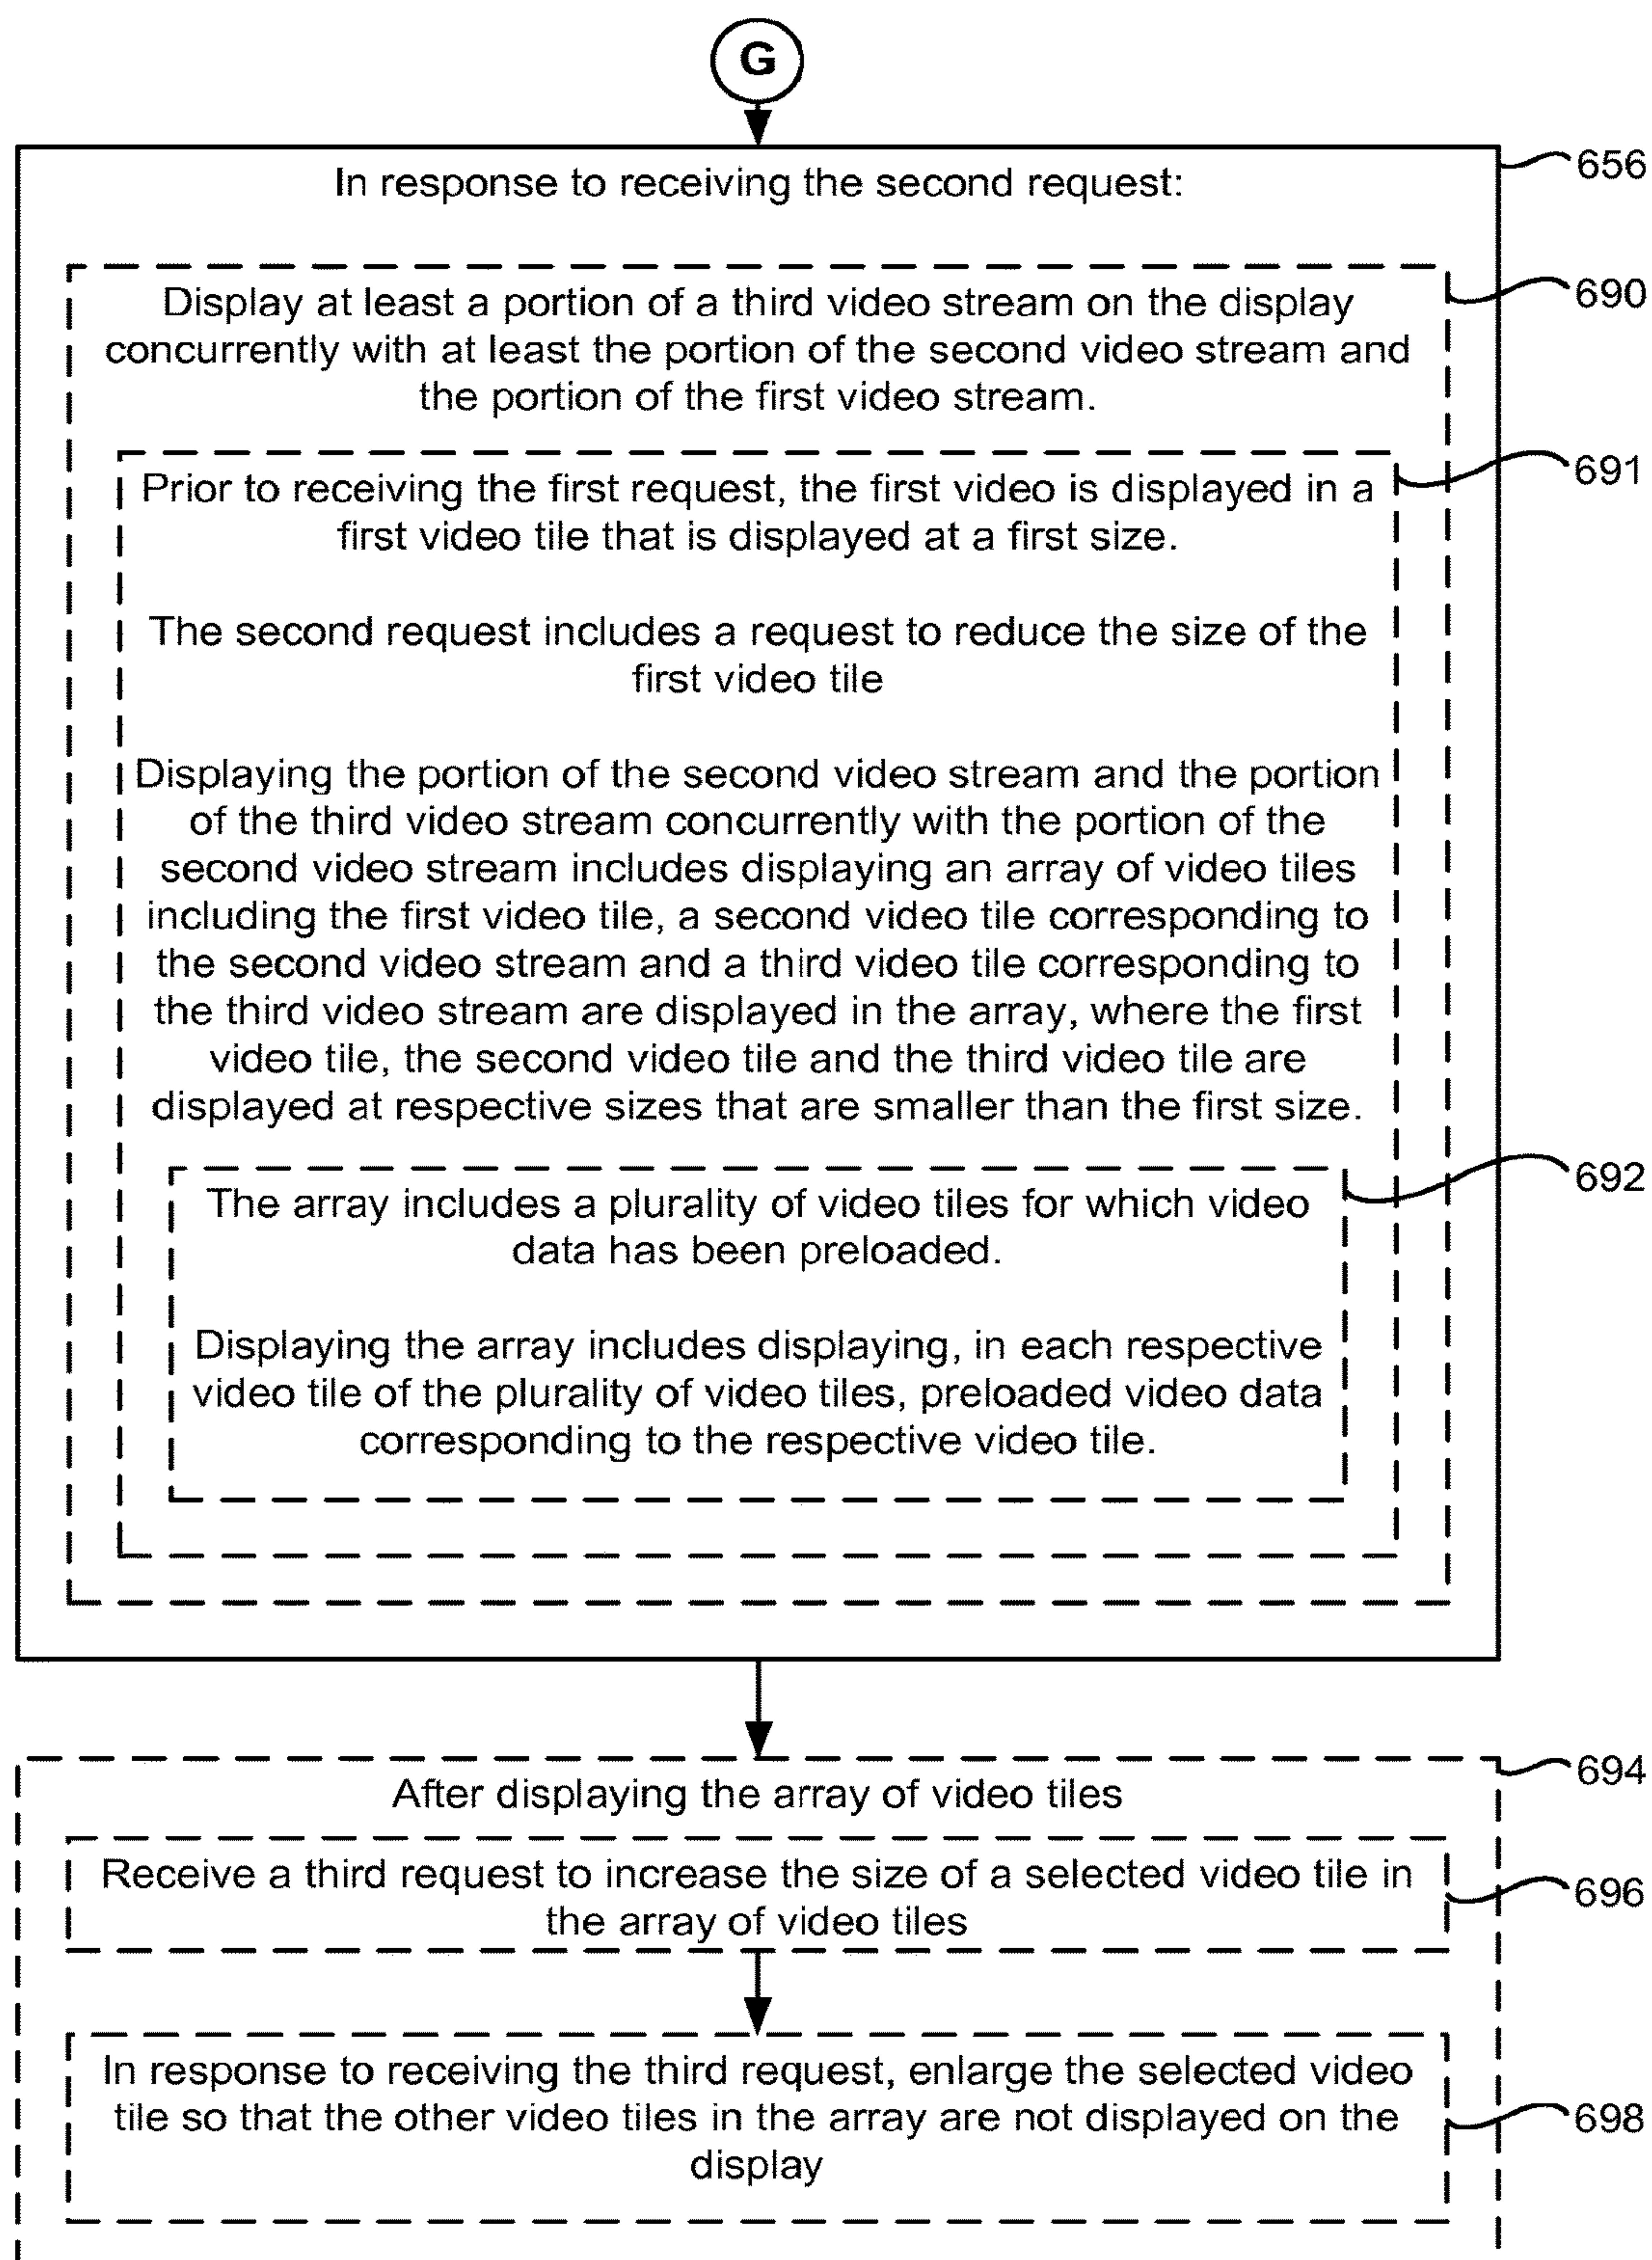 G
In response to receiving the second request:
656
Display at least a portion of a third video stream on the display
concurrently with at least the portion of the second video stream and
the portion of the first video stream.
690
Prior to receiving the first request, the first video is displayed in a
first video tile that is displayed at a first size.
691
The second request includes a request to reduce the size of the
first video tile
Displaying the portion of the second video stream and the portion
of the third video stream concurrently with the portion of the
second video stream includes displaying an array of video tiles
including the first video tile, a second video tile corresponding to
the second video stream and a third video tile corresponding to
the third video stream are displayed in the array, where the first
video tile, the second video tile and the third video tile are
displayed at respective sizes that are smaller than the first size.
692
The array includes a plurality of video tiles for which video
data has been preloaded.
Displaying the array includes displaying, in each respective
video tile of the plurality of video tiles, preloaded video data
corresponding to the respective video tile.
694
After displaying the array of video tiles
Receive a third request to increase the size of a selected video tile in
the array of video tiles
696
In response to receiving the third request, enlarge the selected video
tile so that the other video tiles in the array are not displayed on the
display
698